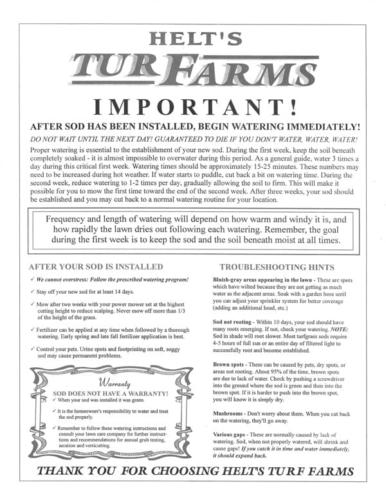 HELT'S
TURF FARMS
IMPORTANT!
AFTER SOD HAS BEEN INSTALLED, BEGIN WATERING IMMEDIATELY!
DO NOT WAIT UNTIL THE NEXT DAY! GUARANTEED TO DIE IF YOU DON'T WATER, WATER, WATER!
Proper watering is essential to the establishment of your new sod. During the first week, keep the soil beneath
completely soaked - it is almost impossible to overwater during this period. As a general guide, water 3 times a
day during this critical first week. Watering times should be approximately 15-25 minutes. These numbers may
need to be increased during hot weather. If water starts to puddle, cut back a bit on watering time. During the
second week, reduce watering to 1-2 times per day, gradually allowing the soil to firm. This will make it
possible for you to mow the first time toward the end of the second week. After three weeks, your sod should
be established and you may cut back to a normal watering routine for your location.
Frequency and length of watering will depend on how warm and windy it is, and
how rapidly the lawn dries out following each watering. Remember, the goal
during the first week is to keep the sod and the soil beneath moist at all times.
AFTER YOUR SOD IS INSTALLED
✓ We cannot overstress: Follow the prescribed watering program!
✓ Stay off your new sod for at least 14 days.
✓ Mow after two weeks with your power mower set at the highest
cutting height to reduce scalping. Never mow off more than 1/3
of the height of the grass.
✓ Fertilizer can be applied at any time when followed by a thorough
watering. Early spring and late fall fertilizer application is best.
✓ Control your pets. Urine spots and footprinting on soft, soggy
sod may cause permanent problems.
Warranty
SOD DOES NOT HAVE A WARRANTY!
✓ When your sod was installed it was green.
✓ It is the homeowner's responsibility to water and treat
the sod properly.
✓ Remember to follow these watering instructions and
consult your lawn care company for further instruc-
tions and recommendations for annual grub testing,
aeration and verticutting.
TROUBLESHOOTING HINTS
Bluish-gray areas appearing in the lawn - These are spots
which have wilted because they are not getting as much
water as the adjacent areas. Soak with a garden hose until
you can adjust your sprinkler system for better coverage
(adding an additional head, etc.)
Sod not rooting - Within 10 days, your sod should have
many roots emerging. If not, check your watering. NOTE:
Sod in shade will root slower. Most turfgrass sods require
4-5 hours of full sun or an entire day of filtered light to
successfully root and become established.
Brown spots - These can be caused by pets, dry spots, or
areas not rooting. About 95% of the time, brown spots
are due to lack of water. Check by pushing a screwdriver
into the ground where the sod is green and then into the
brown spot. If it is harder to push into the brown spot,
you will know it is simply dry.
Mushrooms - Don't worry about them. When you cut back
on the watering, they'll go away.
Various gaps - These are normally caused by lack of
watering. Sod, when not properly watered, will shrink and
cause gaps! If you catch it in time and water immediately,
it should expand back.
THANK YOU FOR CHOOSING HELT'S TURF FARMS